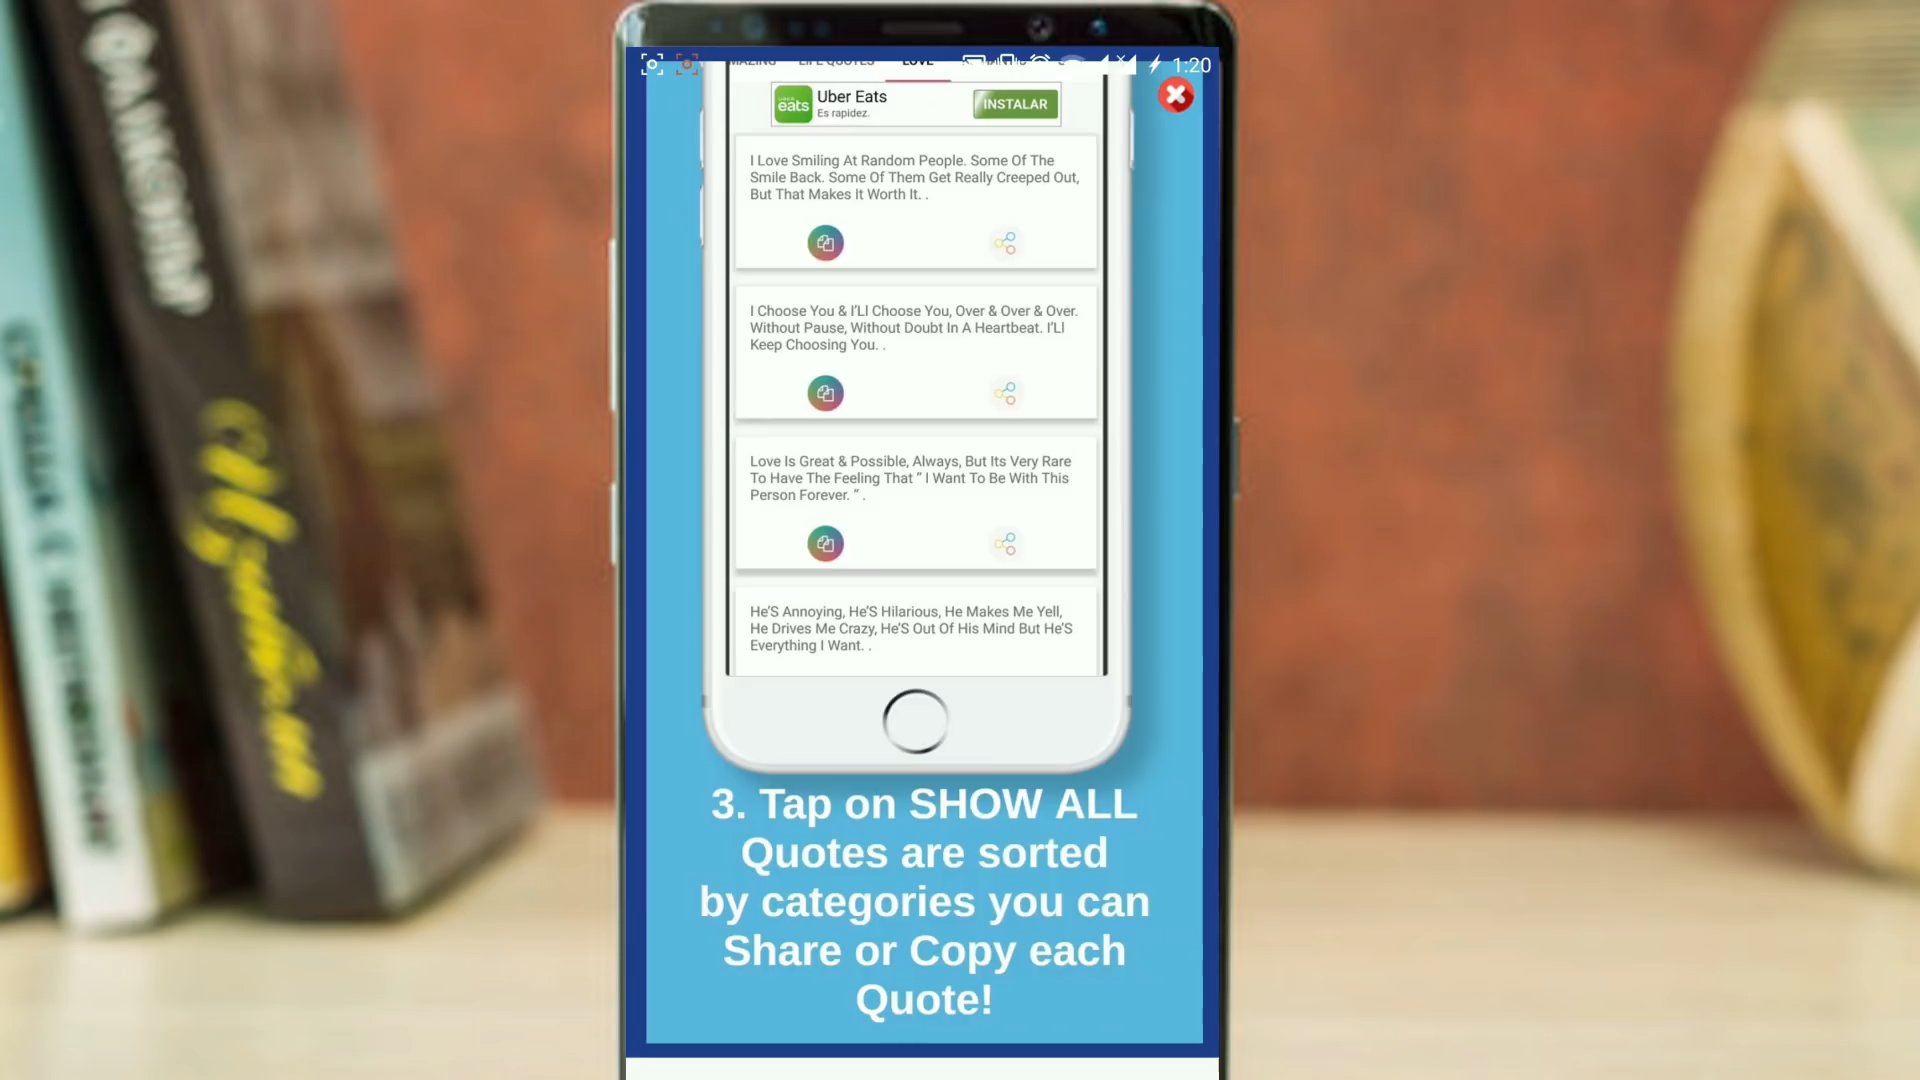 1:20
LIFE QUOTES LOVE
Uber Eats
eats
Es rapidez.
INSTALAR
I Love Smiling At Random People. Some Of The
Smile Back. Some Of Them Get Really Creeped Out,
But That Makes It Worth It. .
I Choose You & I'Ll Choose You, Over & Over & Over.
Without Pause, Without Doubt In A Heartbeat. I'Ll
Keep Choosing You. .
Love Is Great & Possible, Always, But Its Very Rare
To Have The Feeling That " I Want To Be With This
Person Forever. " .
He'S Annoying, He'S Hilarious, He Makes Me Yell,
He Drives Me Crazy, He'S Out Of His Mind But He'S
Everything I Want. .
3. Tap on SHOW ALL
Quotes are sorted
by categories you can
Share or Copy each
Quote!